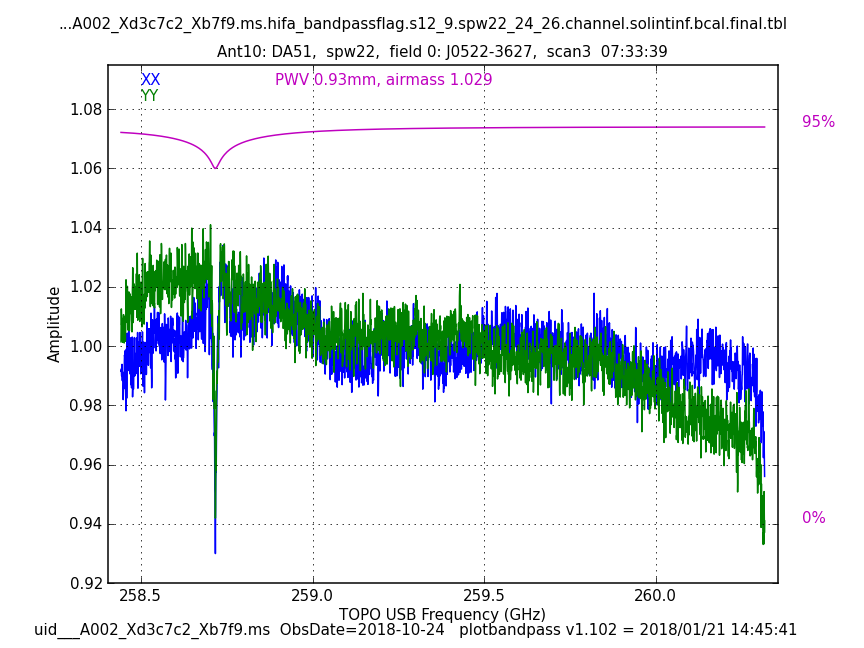 ...A002_Xd3c7c2_Xb7f9.ms.hifa_bandpassflag.s12_9.spw22_24_26.channel.solintinf.bcal.final.tbl
Ant10: DA51, spw22, field 0: J0522-3627, scan3 07:33:39
XX
PWV 0.93mm, airmass 1.029
YY
1.08
95%
1.06
1.04
1.02
Amplitude
1.00
0.98
0.96
0.94
0%
0.92
258.5 259.0 259.5 260.0
TOPO USB Frequency (GHz)
uid___A002_Xd3c7c2_Xb7f9.ms ObsDate=2018-10-24 plotbandpass v1.102 = 2018/01/21 14:45:41